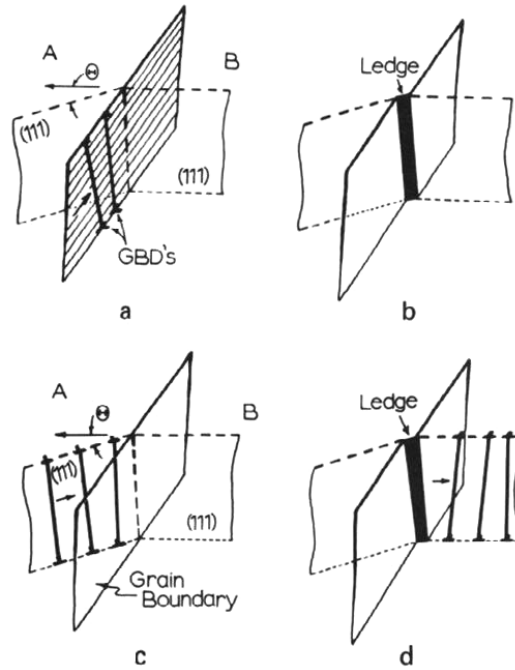 A
Θ
B
(111)
(111)
GBD's
a
Ledge
b
A
Θ
B
(111)
(111)
Grain
Boundary
c
Ledge
d